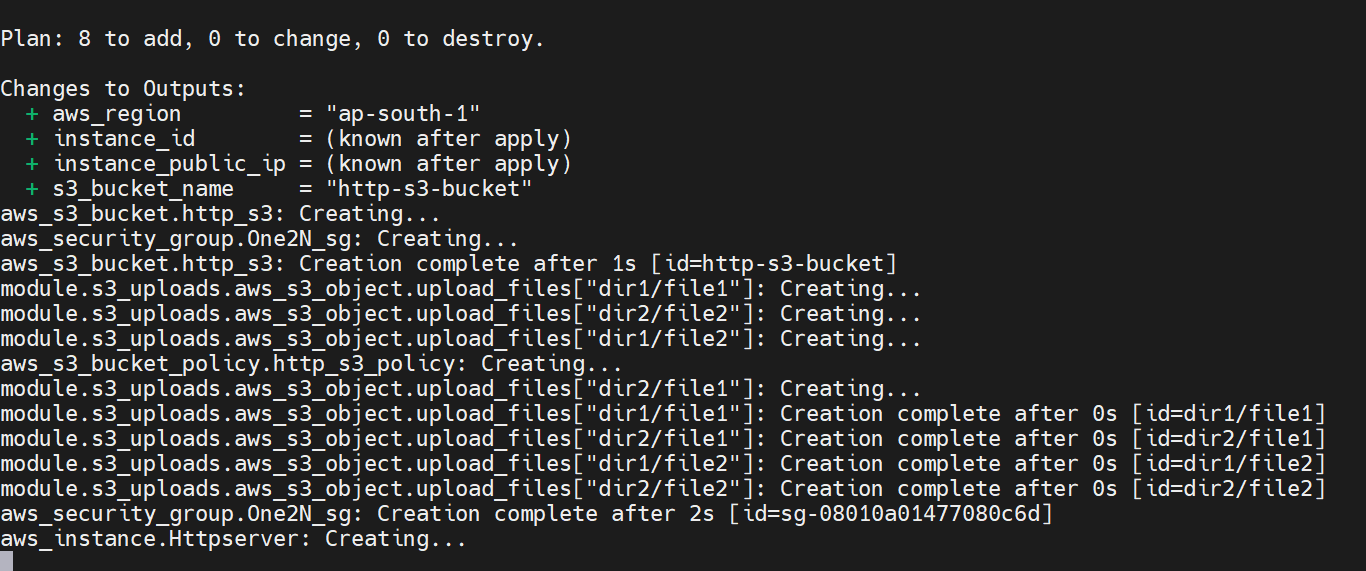 Plan: 8 to add, 0 to change, 0 to destroy.
Changes to Outputs:
+ aws_region = "ap-south-1"
+ instance_id = (known after apply)
+ instance_public_ip = (known after apply)
+ s3_bucket_name = "http-s3-bucket"
aws_s3_bucket.http_s3: Creating...
aws_security_group.One2N_sg: Creating...
aws_s3_bucket.http_s3: Creation complete after 1s [id=http-s3-bucket]
module.s3_uploads.aws_s3_object.upload_files["dir1/file1"]: Creating...
module.s3_uploads.aws_s3_object.upload_files["dir2/file2"]: Creating...
module.s3_uploads.aws_s3_object.upload_files["dir1/file2"]: Creating...
aws_s3_bucket_policy.http_s3_policy: Creating...
module.s3_uploads.aws_s3_object.upload_files["dir2/file1"]: Creating...
module.s3_uploads.aws_s3_object.upload_files["dir1/file1"]: Creation complete after 0s [id=dir1/file1]
module.s3_uploads.aws_s3_object.upload_files["dir2/file1"]: Creation complete after 0s [id=dir2/file1]
module.s3_uploads.aws_s3_object.upload_files["dir1/file2"]: Creation complete after 0s [id=dir1/file2]
module.s3_uploads.aws_s3_object.upload_files["dir2/file2"]: Creation complete after 0s [id=dir2/file2]
aws_security_group.One2N_sg: Creation complete after 2s [id=sg-08010a01477080c6d]
aws_instance.Httpserver: Creating...